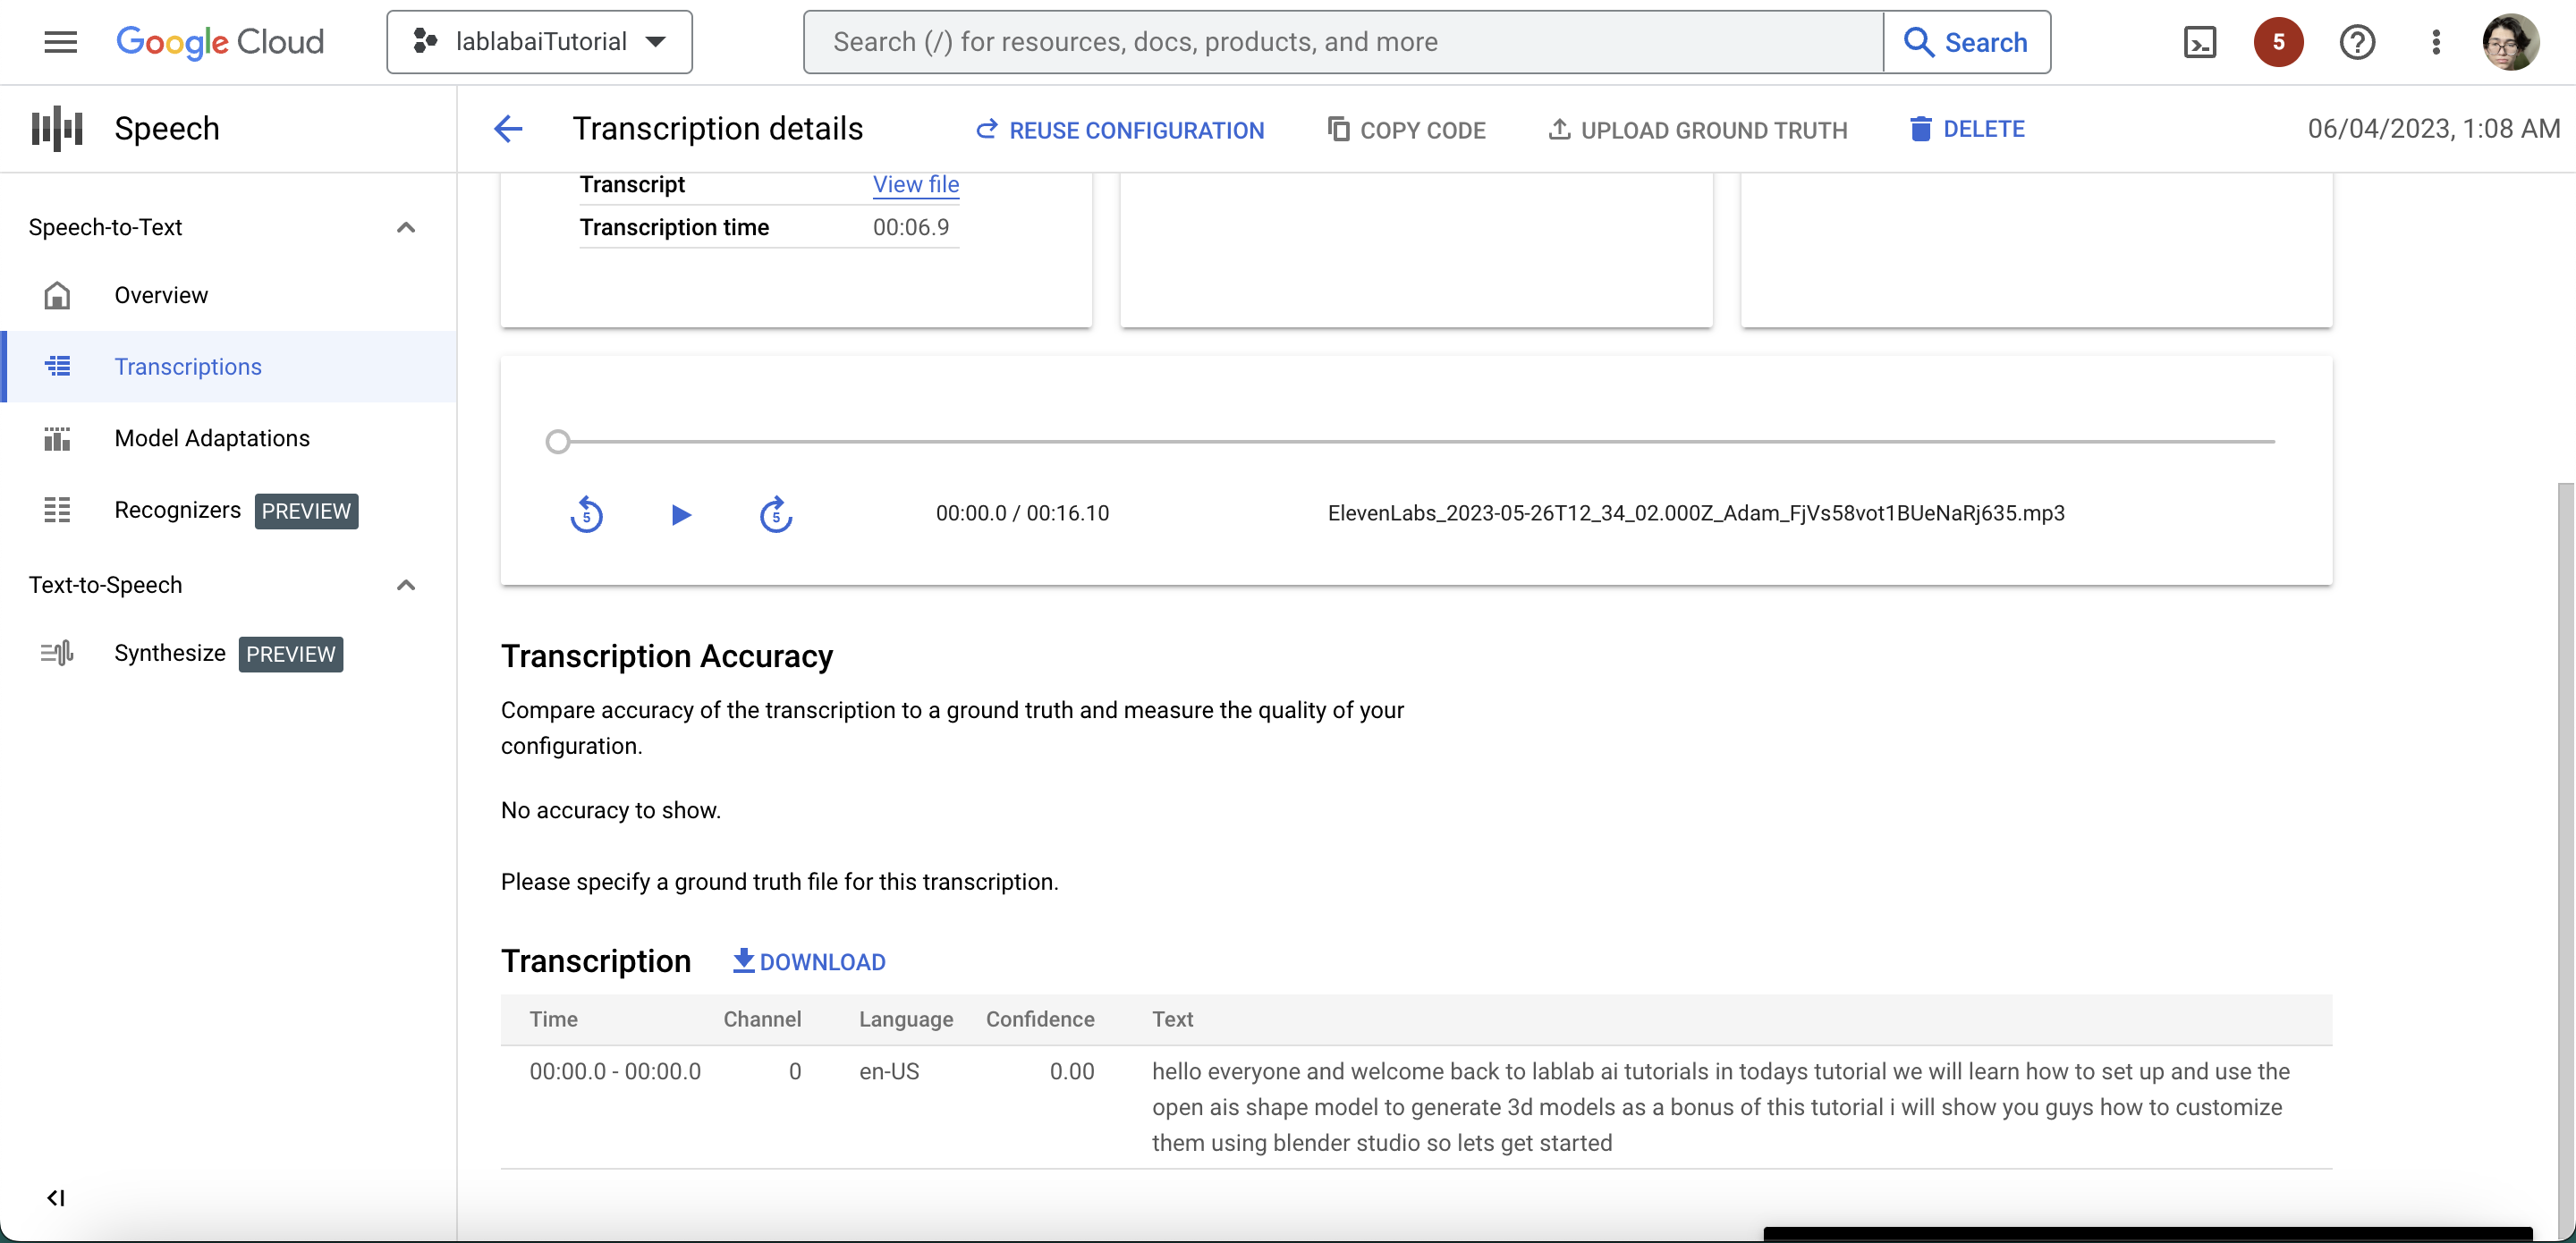 Google Cloud
lablabaiTutorial
Search (/) for resources, docs, products, and more
Search
5
Speech
Transcription details
REUSE CONFIGURATION
COPY CODE
UPLOAD GROUND TRUTH
DELETE
06/04/2023, 1:08 AM
Speech-to-Text
Overview
Transcriptions
Model Adaptations
Recognizers PREVIEW
Text-to-Speech
Synthesize PREVIEW
Transcript View file
Transcription time 00:06.9
5 5 00:00.0 / 00:16.10 ElevenLabs_2023-05-26T12_34_02.000Z_Adam_FjVs58vot1BUeNaRj635.mp3
Transcription Accuracy
Compare accuracy of the transcription to a ground truth and measure the quality of your
configuration.
No accuracy to show.
Please specify a ground truth file for this transcription.
Transcription DOWNLOAD
Time Channel Language Confidence Text
00:00.0 - 00:00.0 0 en-US 0.00 hello everyone and welcome back to lablab ai tutorials in todays tutorial we will learn how to set up and use the
open ais shape model to generate 3d models as a bonus of this tutorial i will show you guys how to customize
them using blender studio so lets get started